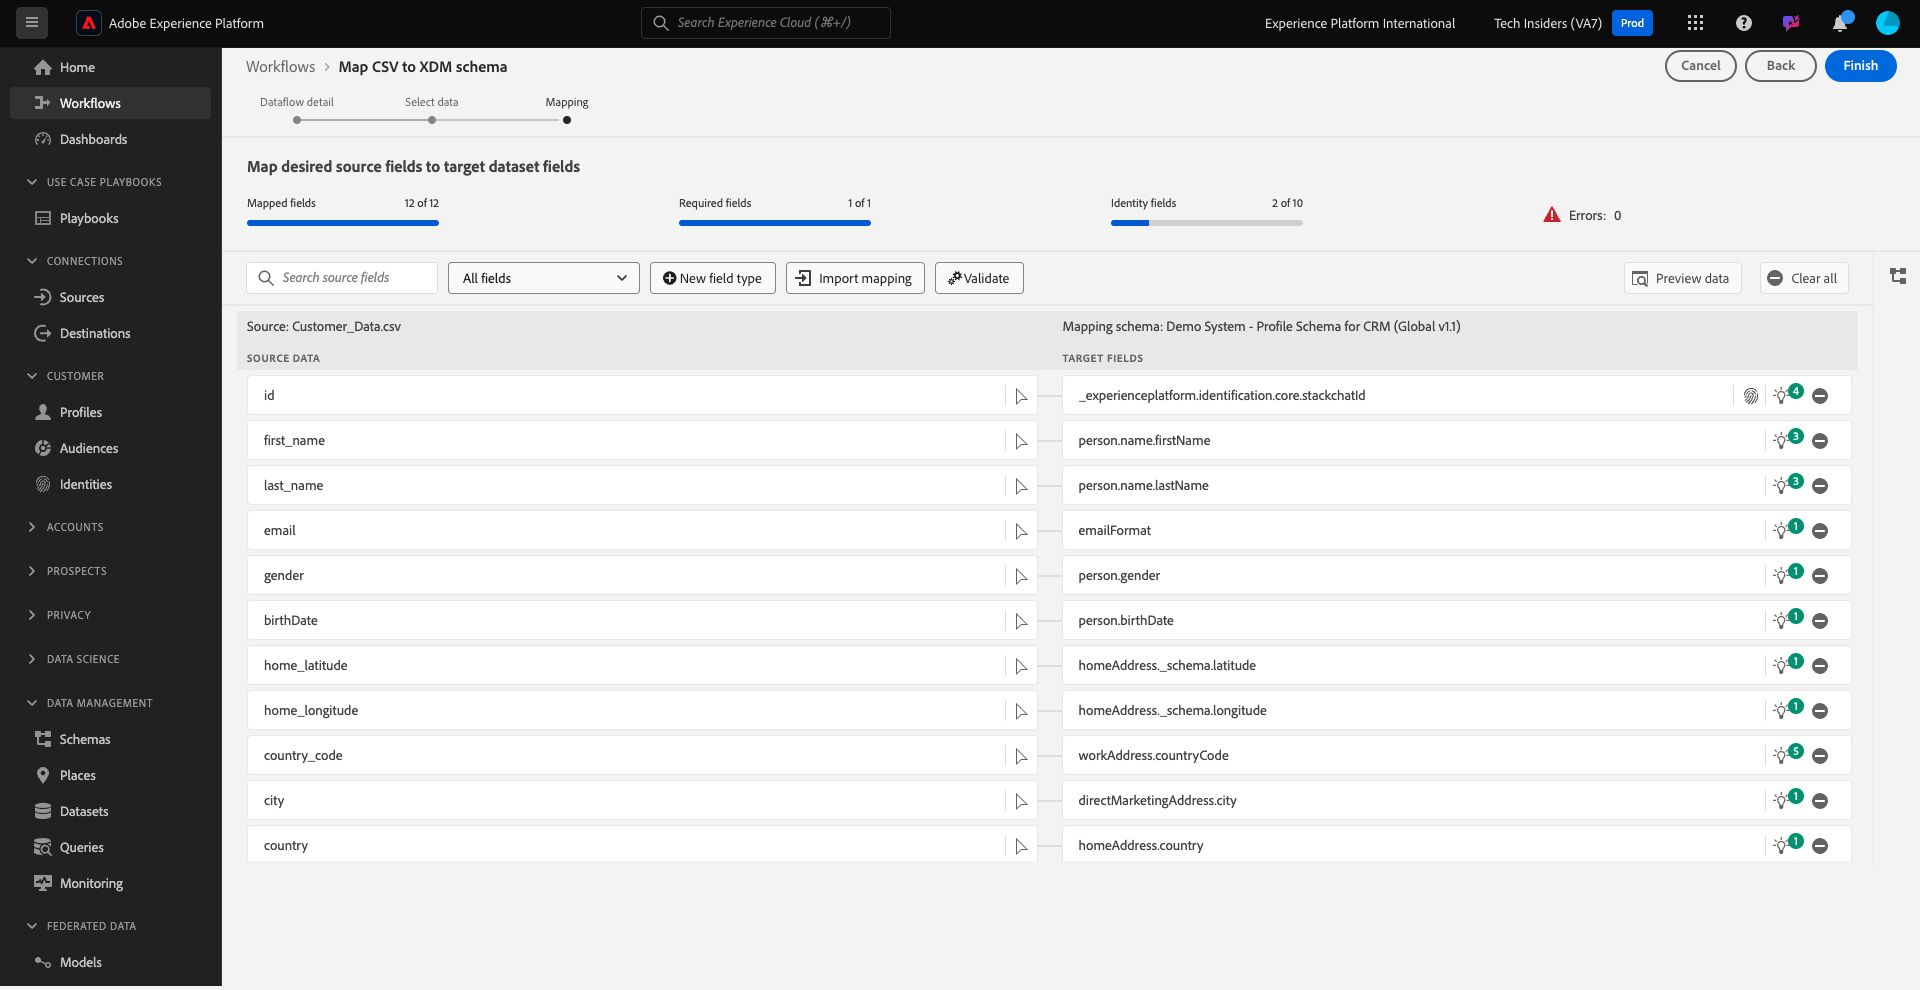 Adobe Experience Platform
Search Experience Cloud (⌘+/)
Experience Platform International
Tech Insiders (VA7)
Prod
Home
Workflows
Dashboards
USE CASE PLAYBOOKS
Playbooks
CONNECTIONS
Sources
Destinations
CUSTOMER
Profiles
Audiences
Identities
ACCOUNTS
PROSPECTS
PRIVACY
DATA SCIENCE
DATA MANAGEMENT
Schemas
Places
Datasets
Queries
Monitoring
FEDERATED DATA
Models
Workflows > Map CSV to XDM schema
Cancel
Back
Finish
Dataflow detail
Select data
Mapping
Map desired source fields to target dataset fields
Mapped fields 12 of 12
Required fields 1 of 1
Identity fields 2 of 10
Errors: 0
Search source fields
All fields
New field type
Import mapping
Validate
Preview data
Clear all
Source: Customer_Data.csv
Mapping schema: Demo System - Profile Schema for CRM (Global v1.1)
SOURCE DATA
TARGET FIELDS
id
_experienceplatform.identification.core.stackchatId
4
first_name
person.name.firstName
3
last_name
person.name.lastName
3
email
emailFormat
1
gender
person.gender
1
birthDate
person.birthDate
1
home_latitude
homeAddress._schema.latitude
1
home_longitude
homeAddress._schema.longitude
1
country_code
workAddress.countryCode
5
city
directMarketingAddress.city
1
country
homeAddress.country
1